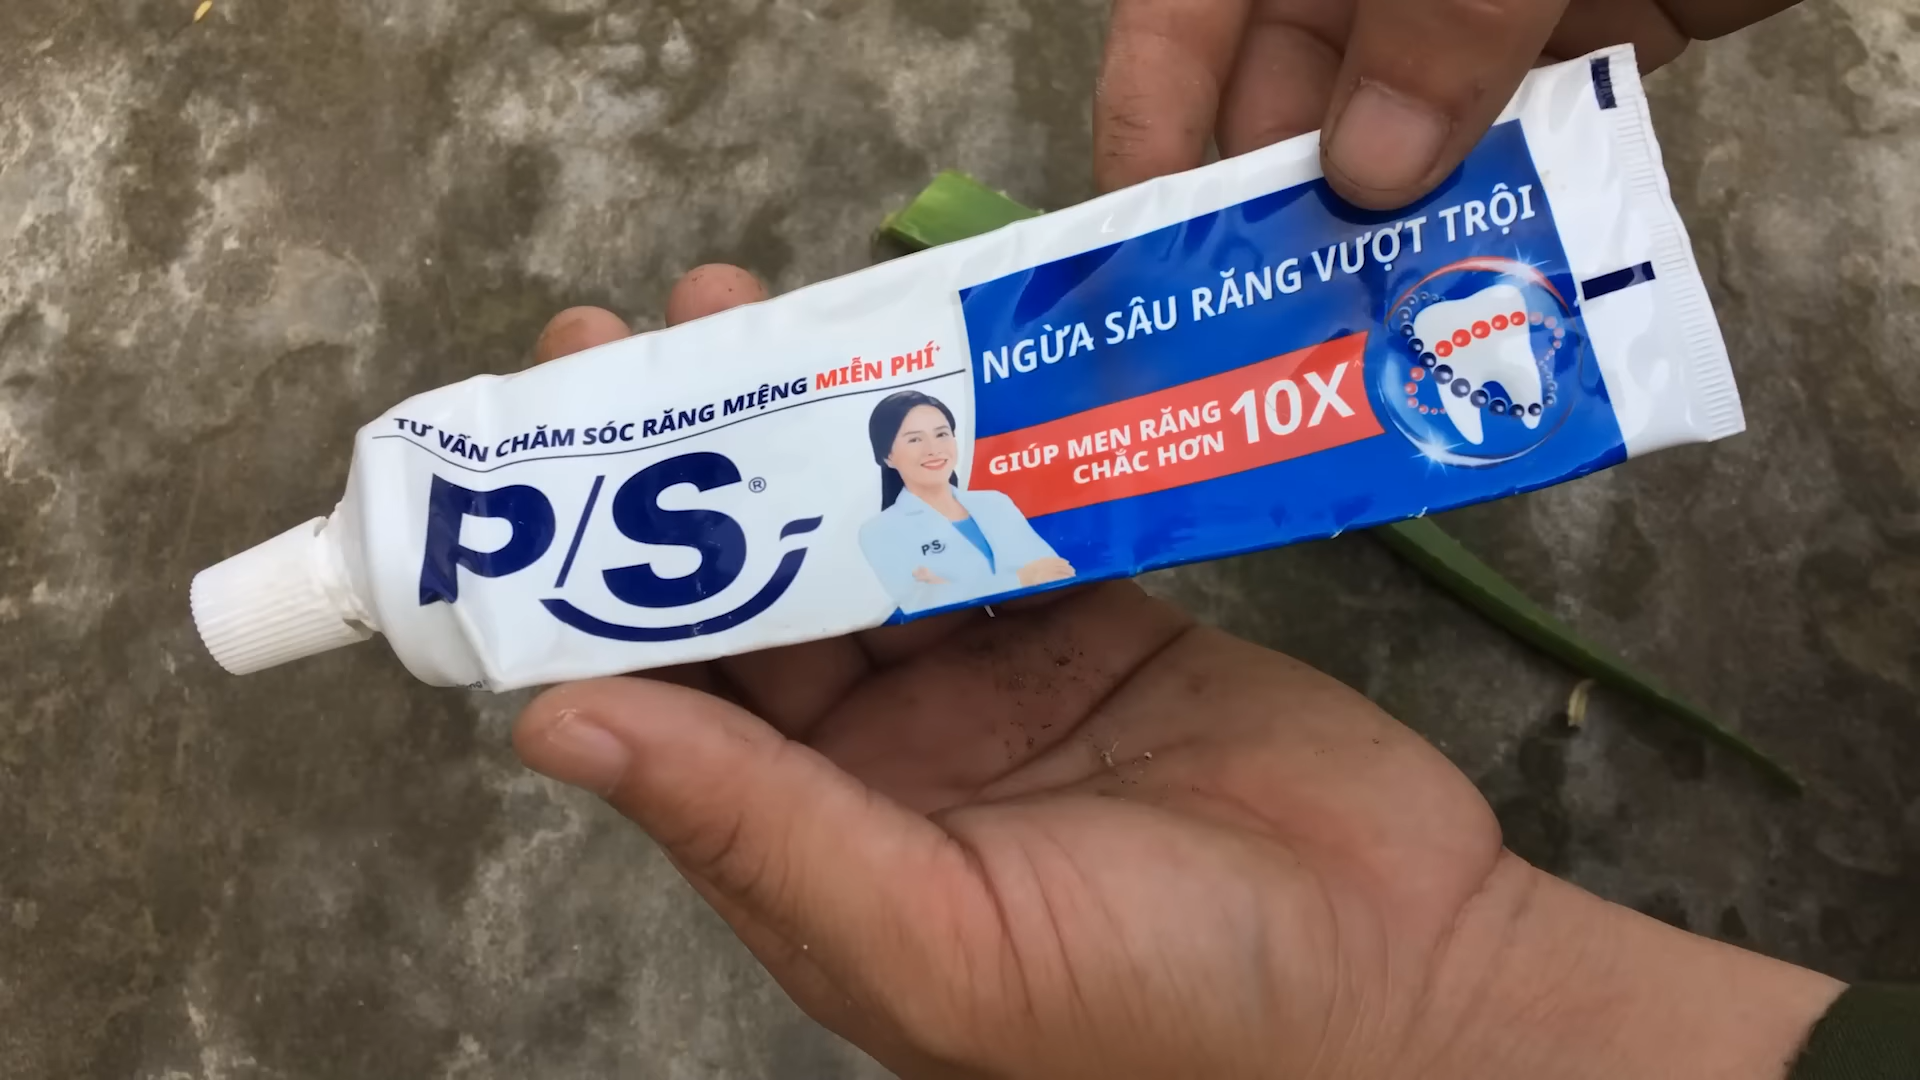 TƯ VẤN CHĂM SÓC RĂNG MIỆNG MIỄN PHÍ+
P/S®
P/S
NGỪA SÂU RĂNG VƯỢT TRỘI
GIÚP MEN RĂNG
CHẮC HƠN
10X^